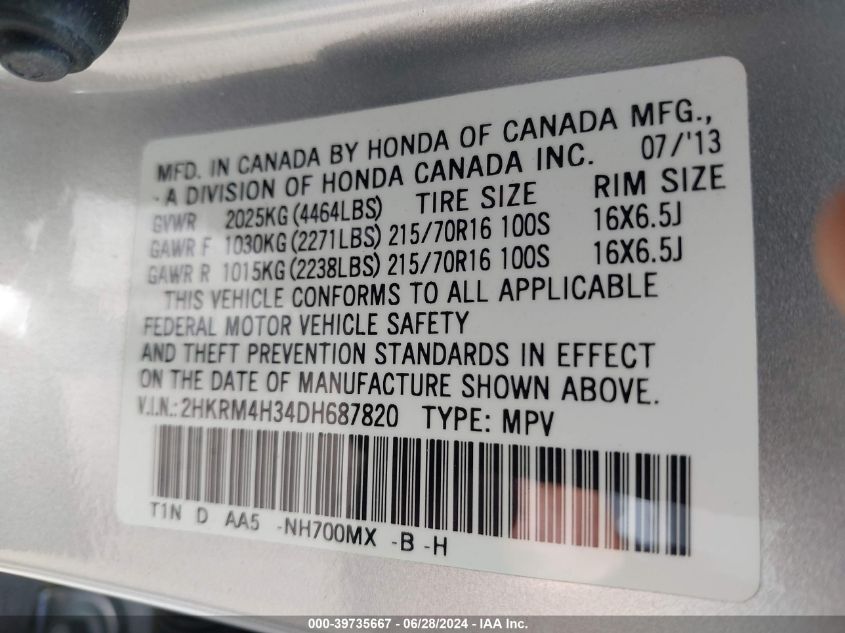 MFD. IN CANADA BY HONDA OF CANADA MFG.,
- A DIVISION OF HONDA CANADA INC. 07/'13
GVWR 2025KG (4464LBS) TIRE SIZE RIM SIZE
GAWR F 1030KG (2271LBS) 215/70R16 100S 16X6.5J
GAWR R 1015KG (2238LBS) 215/70R16 100S 16X6.5J
THIS VEHICLE CONFORMS TO ALL APPLICABLE
FEDERAL MOTOR VEHICLE SAFETY
AND THEFT PREVENTION STANDARDS IN EFFECT
ON THE DATE OF MANUFACTURE SHOWN ABOVE.
V.I.N.:2HKRM4H34DH687820 TYPE: MPV
T1N D AA5 -NH700MX -B -H
000-39735667 / 06/28/2024 - IAA Inc.